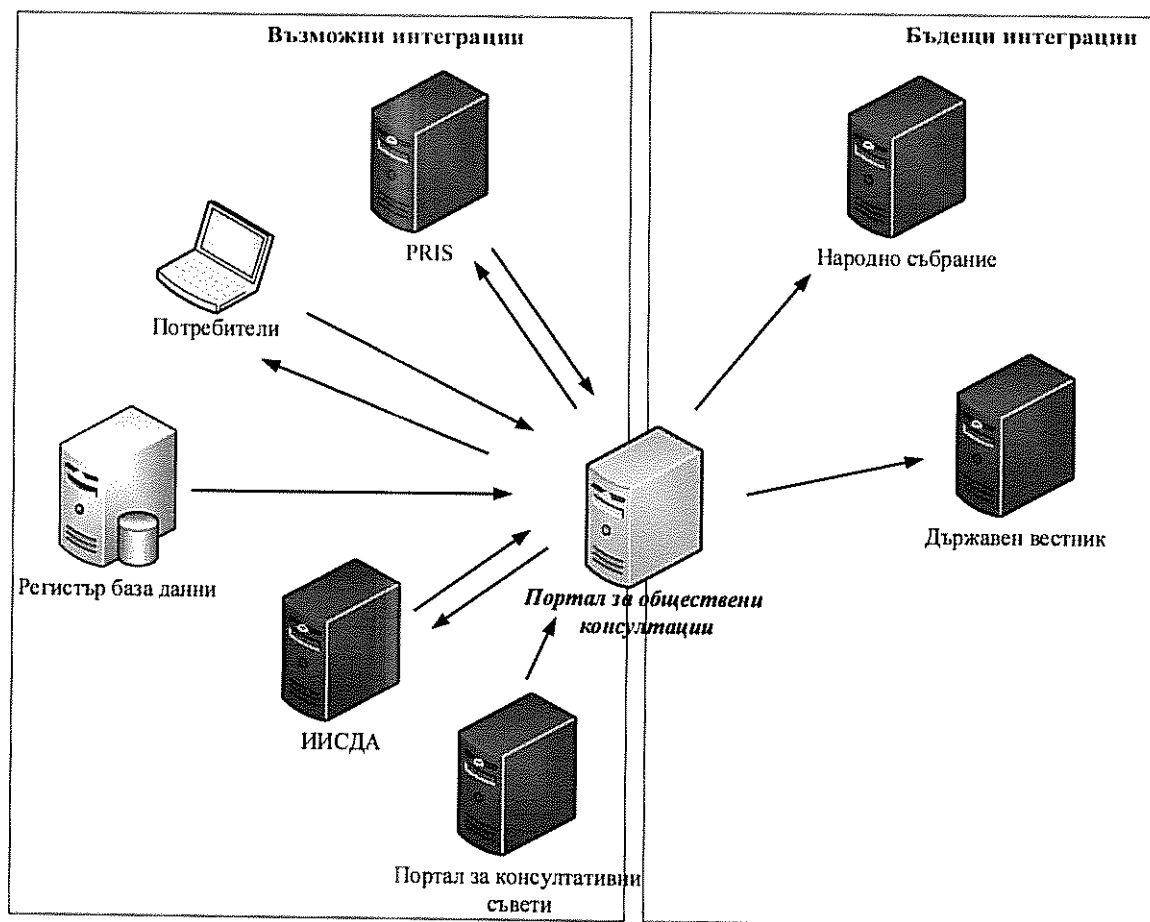 Възможни интеграции
Бъдещи интеграции
PRIS
Народно събрание
Потребители
Държавен вестник
Регистър база данни
Портал за обществени
консултации
ИИСДА
Портал за консултативни
съвети